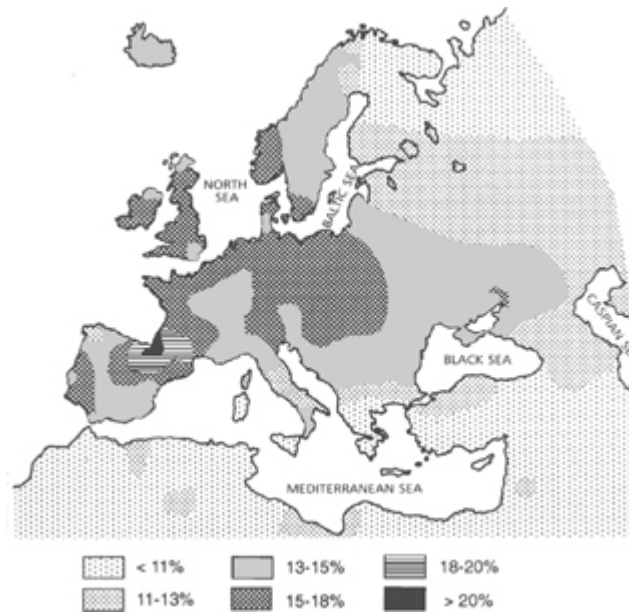 NORTH
SEA
BALTIC SEA
CASPIAN SE
BLACK SEA
MEDITERRANEAN SEA
< 11%
13-15%
18-20%
11-13%
15-18%
> 20%